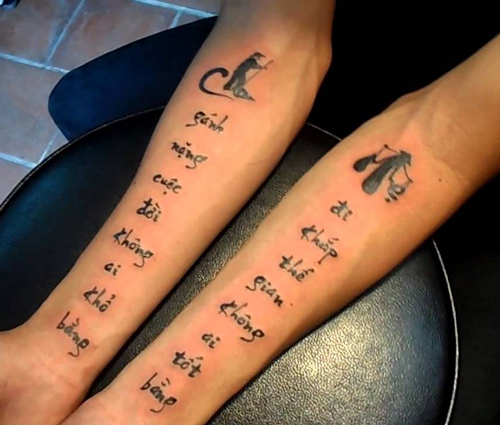 Cha
gánh
nặng
cuộc
đời
không
ai
khổ
bằng
Mẹ
đi
khắp
thế
gian
không
ai
tốt
bằng